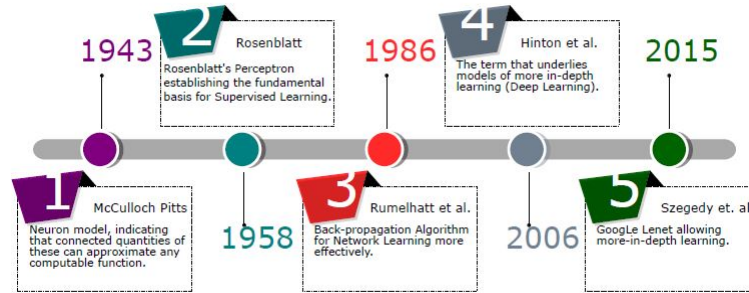 1943
1
McCulloch Pitts
Neuron model, indicating
that connected quantities of
these can approximate any
computable function.
2
Rosenblatt
Rosenblatt's Perceptron
establishing the fundamental
basis for Supervised Learning.
1958
1986
3
Rumelhatt et al.
Back-propagation Algorithm
for Network Learning more
effectively.
4
Hinton et al.
The term that underlies
models of more in-depth
learning (Deep Learning).
2006
2015
5
Szegedy et. al
GoogLe Lenet allowing
more-in-depth learning.